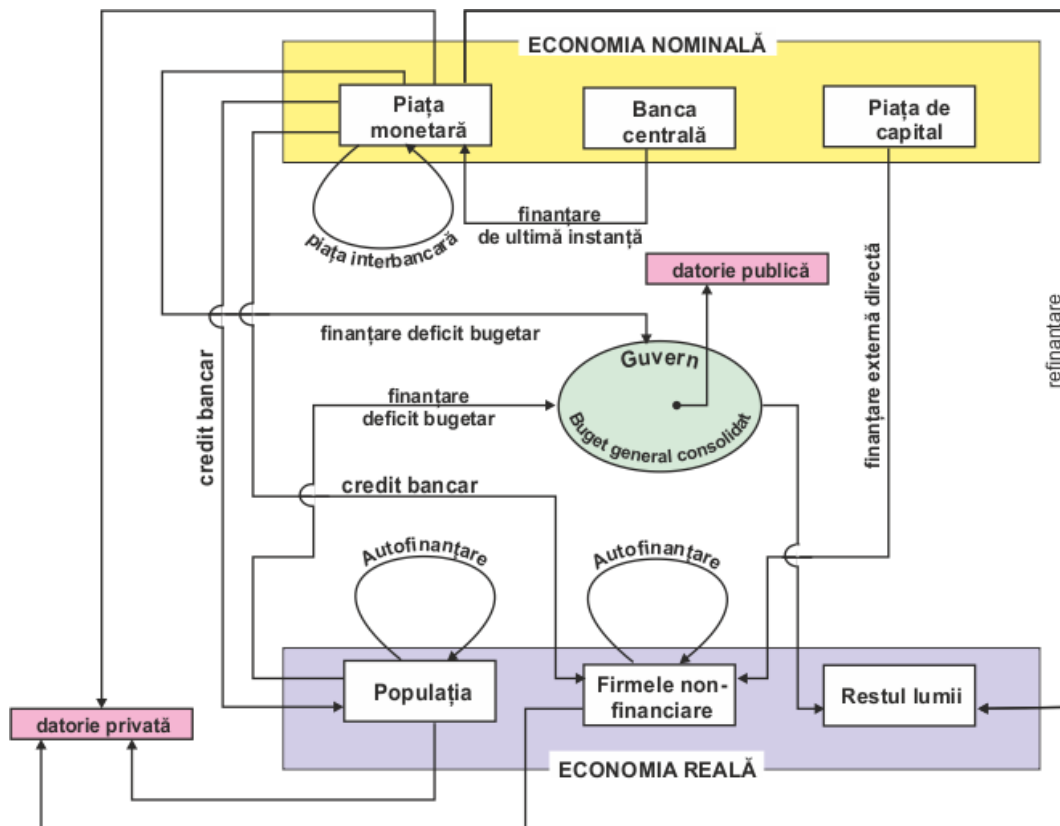 ECONOMIA NOMINALĂ
Piața
monetară
Banca
centrală
Piața de
capital
piața interbancară
finanțare
de ultimă instanță
datorie publică
finanțare externă directă
refinanțare
finanțare deficit bugetar
Guvern
Buget general consolidat
finanțare
deficit bugetar
credit bancar
credit bancar
Autofinanțare
Autofinanțare
Populația
Firmele non-
financiare
Restul lumii
datorie privată
ECONOMIA REALĂ